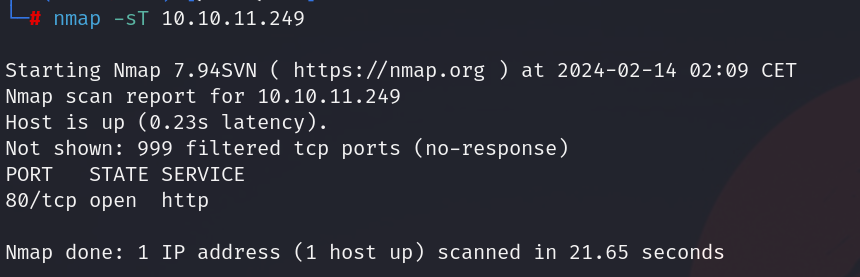 └─# nmap -sT 10.10.11.249
Starting Nmap 7.94SVN ( https://nmap.org ) at 2024-02-14 02:09 CET
Nmap scan report for 10.10.11.249
Host is up (0.23s latency).
Not shown: 999 filtered tcp ports (no-response)
PORT   STATE SERVICE
80/tcp open  http
Nmap done: 1 IP address (1 host up) scanned in 21.65 seconds